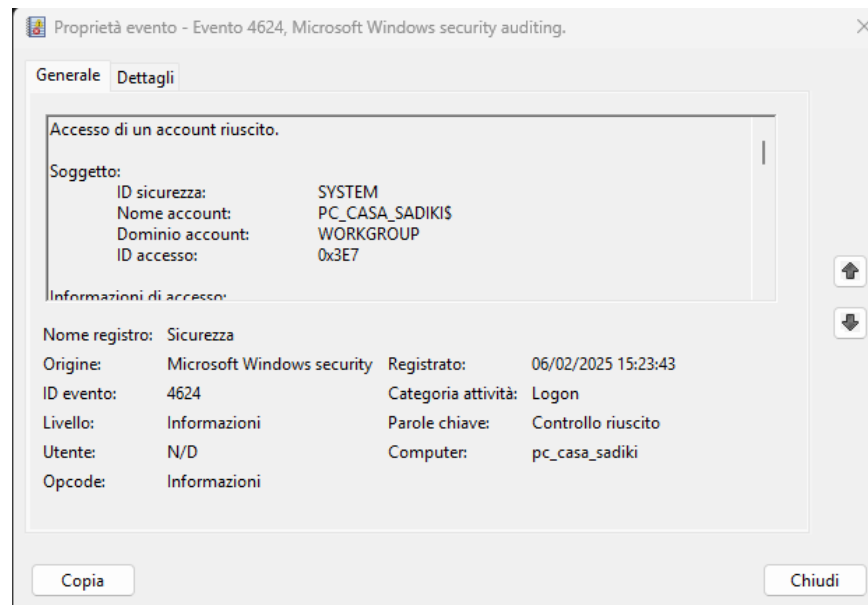 Proprietà evento - Evento 4624, Microsoft Windows security auditing.
Generale Dettagli
Accesso di un account riuscito.
Soggetto:
ID sicurezza: SYSTEM
Nome account: PC_CASA_SADIKI$
Dominio account: WORKGROUP
ID accesso: 0x3E7
Informazioni di accesso:
Nome registro: Sicurezza
Origine: Microsoft Windows security Registrato: 06/02/2025 15:23:43
ID evento: 4624 Categoria attività: Logon
Livello: Informazioni Parole chiave: Controllo riuscito
Utente: N/D Computer: pc_casa_sadiki
Opcode: Informazioni
Copia Chiudi